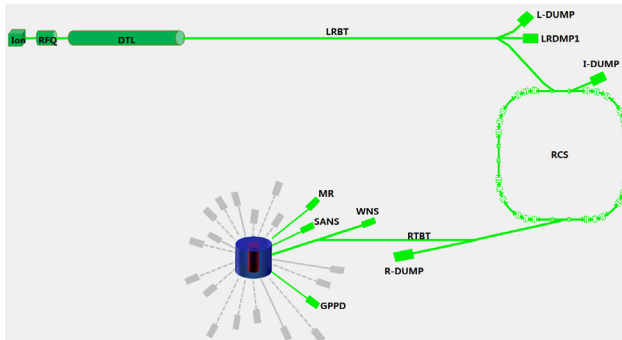 L-DUMP
LRBT
Ion RFQ DTL
LRDMP1
I-DUMP
RCS
MR
WNS
SANS
RTBT
R-DUMP
GPPD